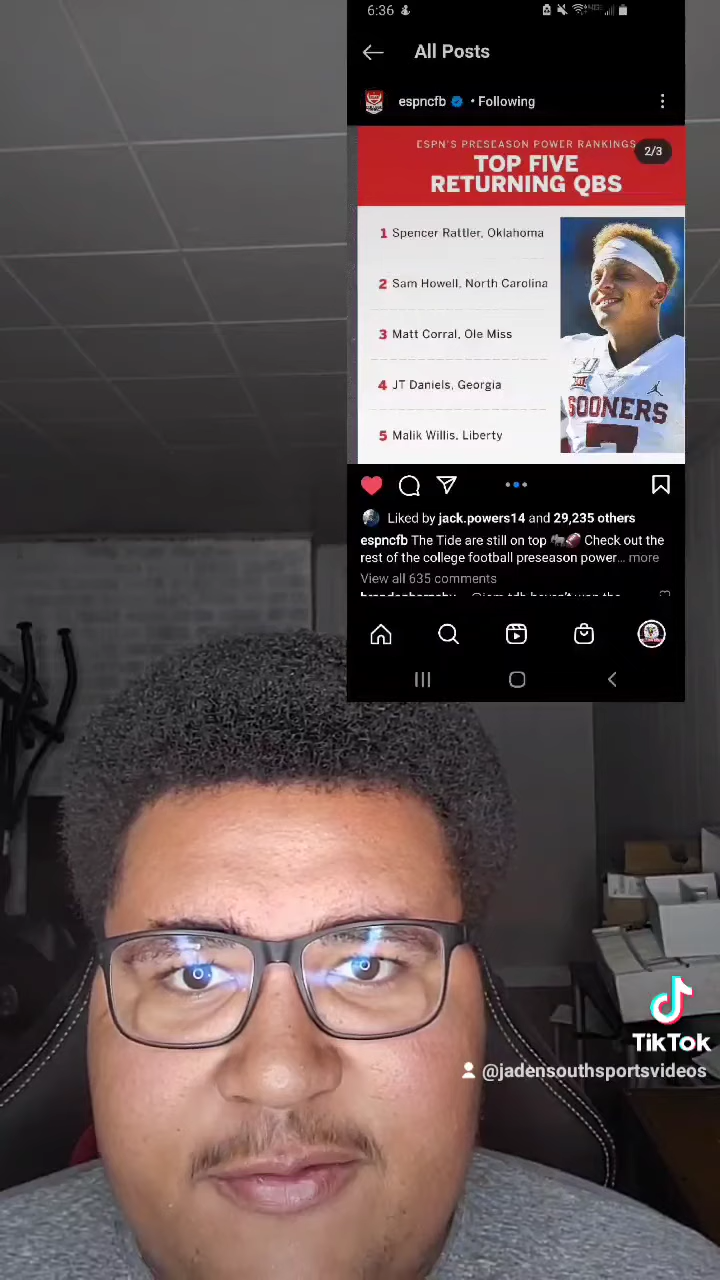 6:36
All Posts
espncfb • Following
ESPN'S PRESEASON POWER RANKINGS
2/3
TOP FIVE
RETURNING QBS
1 Spencer Rattler, Oklahoma
2 Sam Howell, North Carolina
3 Matt Corral, Ole Miss
4 JT Daniels, Georgia
5 Malik Willis, Liberty
SOONERS
Liked by jack.powers14 and 29,235 others
espncfb The Tide are still on top 🐘🏈 Check out the
rest of the college football preseason power... more
View all 635 comments
TikTok
@jadensouthsportsvideos